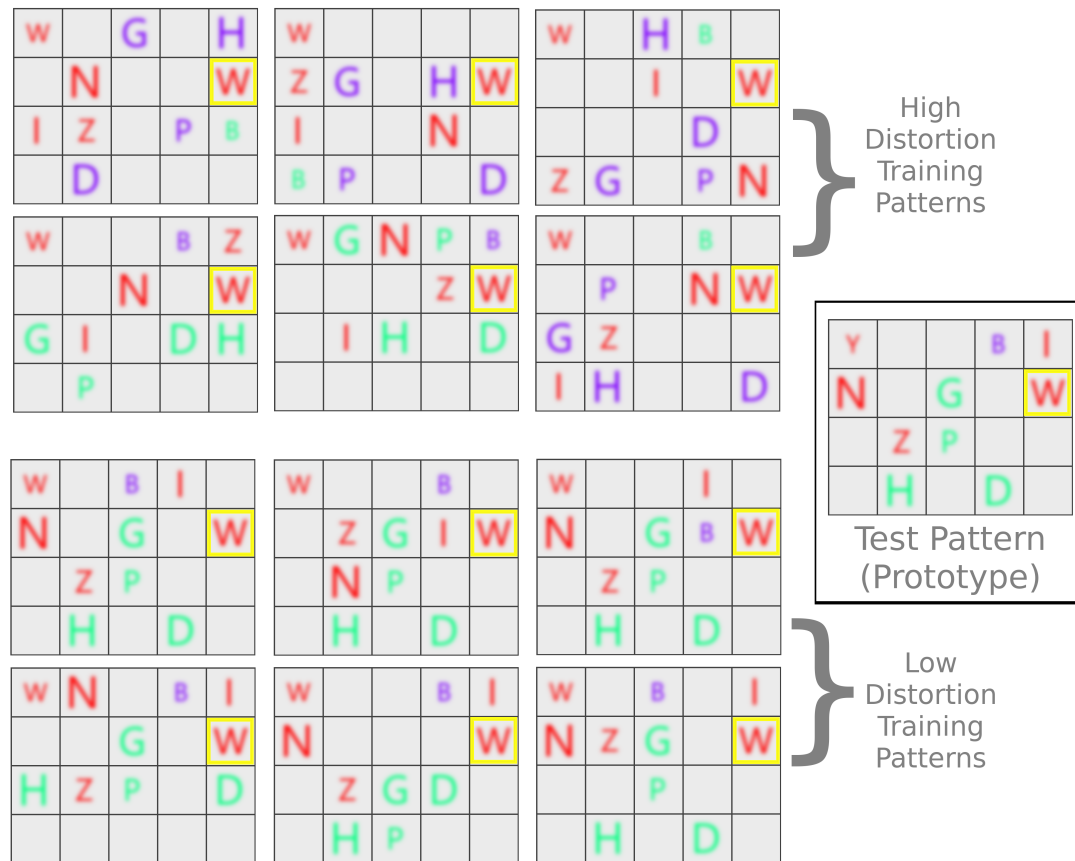 W G H
N W
I Z P B
D
W
Z G H W
I N
B P D
W H B
I W
D
Z G P N
High
Distortion
Training
Patterns
W B Z
N W
G I D H
P
W G N P B
Z W
I H D
W B
P N W
G Z
I H D
Y B I
N G W
Z P
H D
Test Pattern
(Prototype)
W B I
N G W
Z P
H D
W B
Z G I W
N P
H D
W I
N G B W
Z P
H D
Low
Distortion
Training
Patterns
W N B I
G W
H Z P D
W B I
N W
Z G D
H P
W B I
N Z G W
P
H D